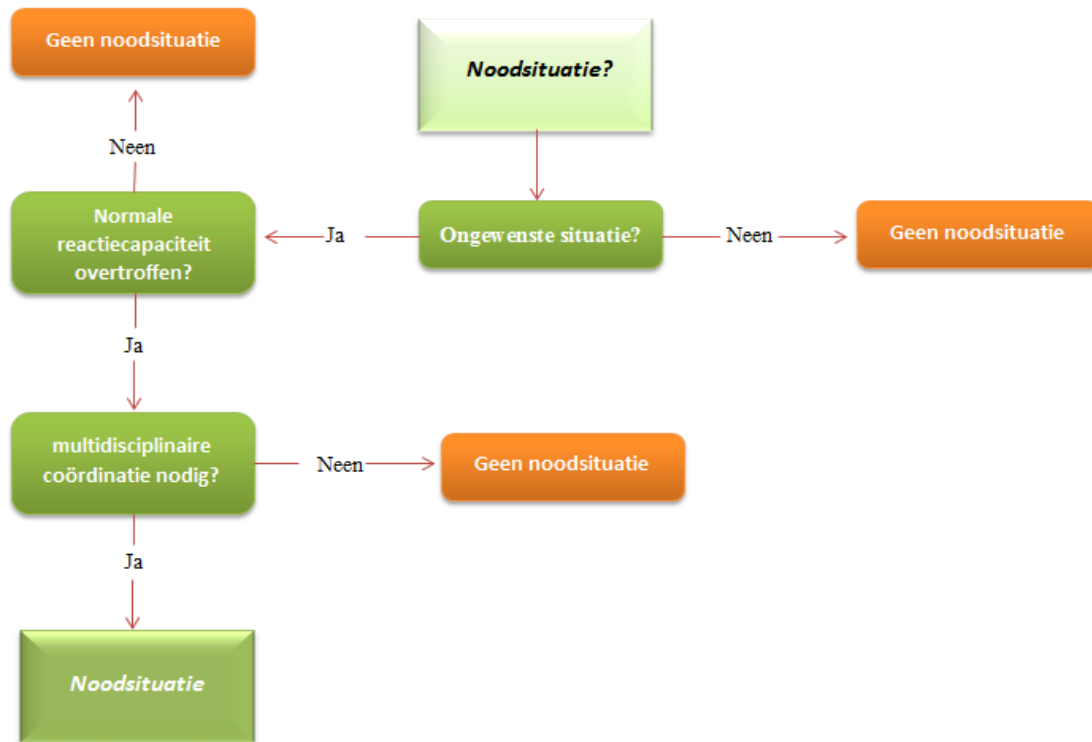 Geen noodsituatie
Noodsituatie?
Neen
Normale
reactiecapaciteit
overtroffen?
Ja
Ongewenste situatie?
Neen
Geen noodsituatie
Ja
multidisciplinaire
coördinatie nodig?
Neen
Geen noodsituatie
Ja
Noodsituatie